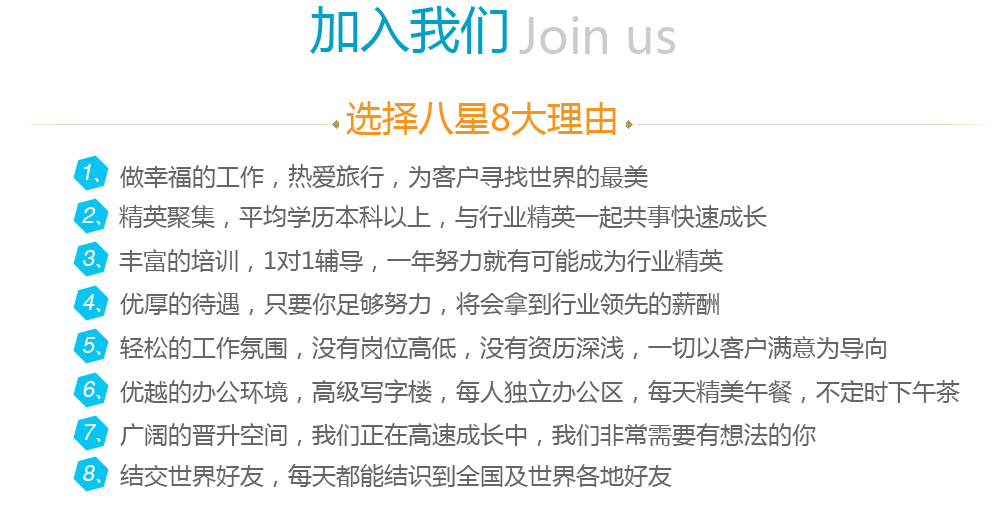 加入我们 Join us
选择八星8大理由
1、做幸福的工作，热爱旅行，为客户寻找世界的最美
2、精英聚集，平均学历本科以上，与行业精英一起共事快速成长
3、丰富的培训，1对1辅导，一年努力就有可能成为行业精英
4、优厚的待遇，只要你足够努力，将会拿到行业领先的薪酬
5、轻松的工作氛围，没有岗位高低，没有资历深浅，一切以客户满意为导向
6、优越的办公环境，高级写字楼，每人独立办公区，每天精美午餐，不定时下午茶
7、广阔的晋升空间，我们正在高速成长中，我们非常需要有想法的你
8、结交世界好友，每天都能结识到全国及世界各地好友